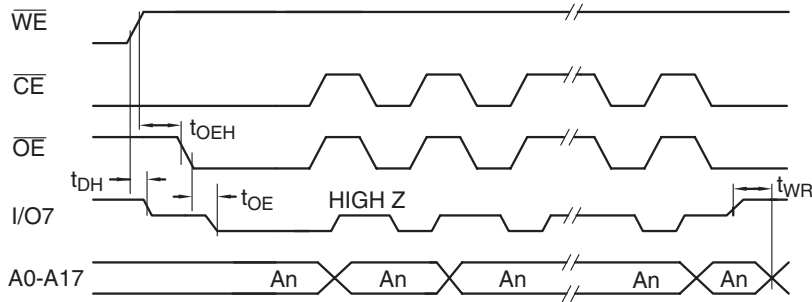 WE
CE
tOEH
OE
tDH
tOE
HIGH Z
tWR
I/O7
A0-A17 An An An An An